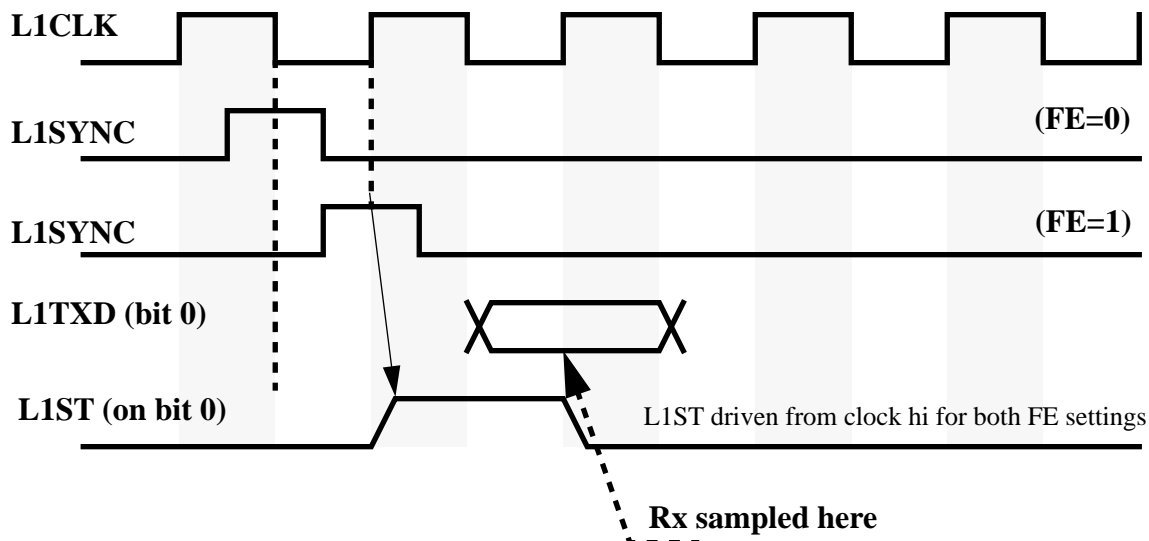 L1CLK
L1SYNC (FE=0)
L1SYNC (FE=1)
L1TXD (bit 0)
L1ST (on bit 0) L1ST driven from clock hi for both FE settings
Rx sampled here